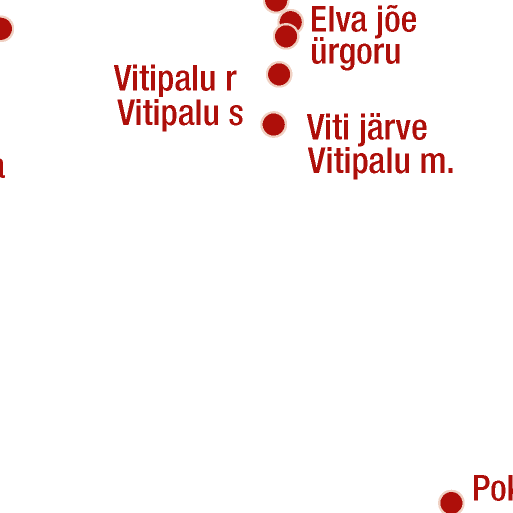 Elva jõe
ürgoru
Vitipalu r
Vitipalu s
Viti järve
Vitipalu m.